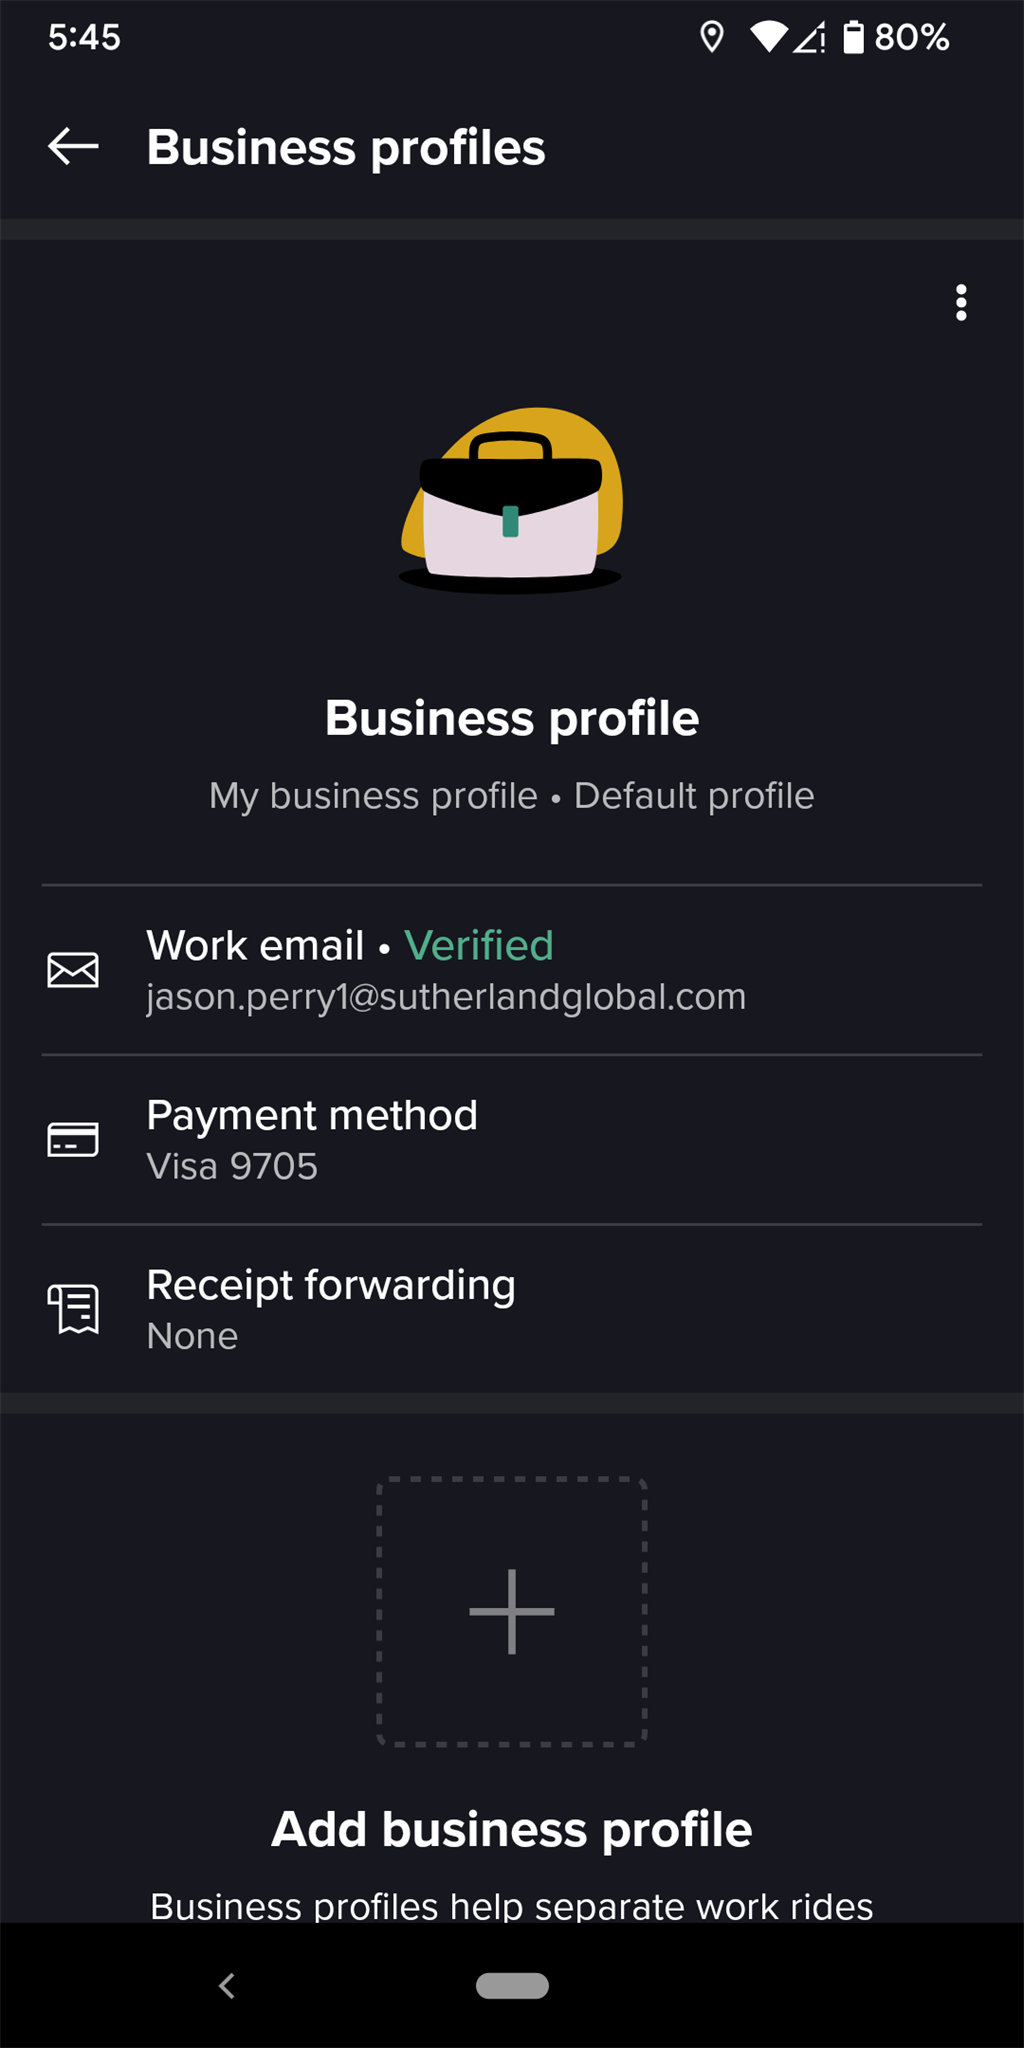 5:45
80%
Business profiles
Business profile
My business profile • Default profile
Work email • Verified
jason.perry1@sutherlandglobal.com
Payment method
Visa 9705
Receipt forwarding
None
Add business profile
Business profiles help separate work rides